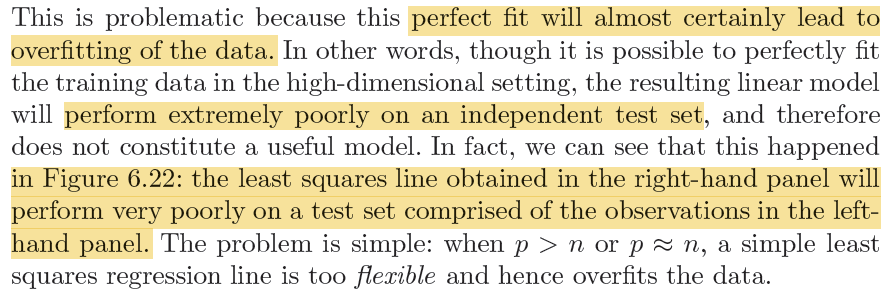 This is problematic because this perfect fit will almost certainly lead to
overfitting of the data. In other words, though it is possible to perfectly fit
the training data in the high-dimensional setting, the resulting linear model
will perform extremely poorly on an independent test set, and therefore
does not constitute a useful model. In fact, we can see that this happened
in Figure 6.22: the least squares line obtained in the right-hand panel will
perform very poorly on a test set comprised of the observations in the left-
hand panel. The problem is simple: when p > n or p ≈ n, a simple least
squares regression line is too flexible and hence overfits the data.